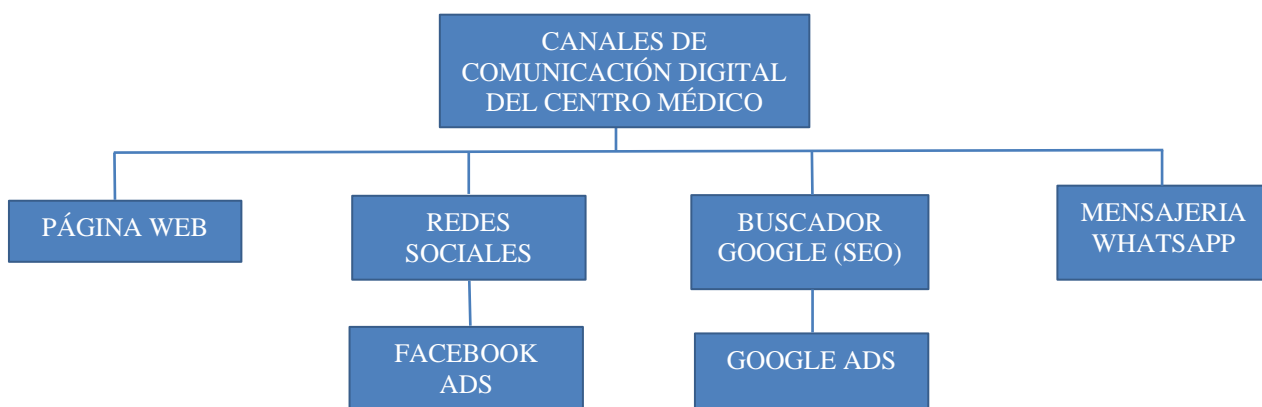 CANALES DE
COMUNICACIÓN DIGITAL
DEL CENTRO MÉDICO
PÁGINA WEB
REDES
SOCIALES
BUSCADOR
GOOGLE (SEO)
MENSAJERIA
WHATSAPP
FACEBOOK
ADS
GOOGLE ADS